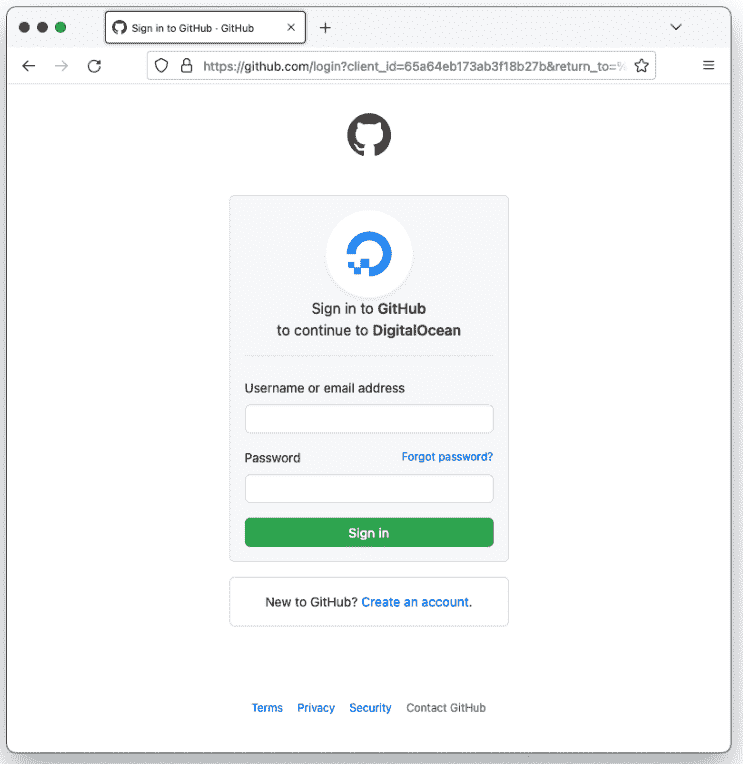 Sign in to GitHub · GitHub
https://github.com/login?client_id=65a64eb173ab3f18b27b&return_to=%
Sign in to GitHub
to continue to DigitalOcean
Username or email address
Password Forgot password?
Sign in
New to GitHub? Create an account.
Terms Privacy Security Contact GitHub